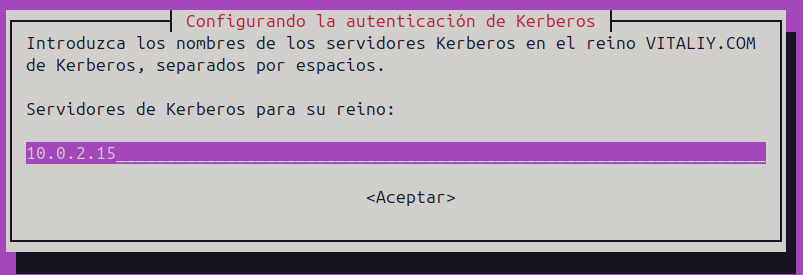 Configurando la autenticación de Kerberos
Introduzca los nombres de los servidores Kerberos en el reino VITALIY.COM
de Kerberos, separados por espacios.
Servidores de Kerberos para su reino:
10.0.2.15_________________________________________________________________
<Aceptar>